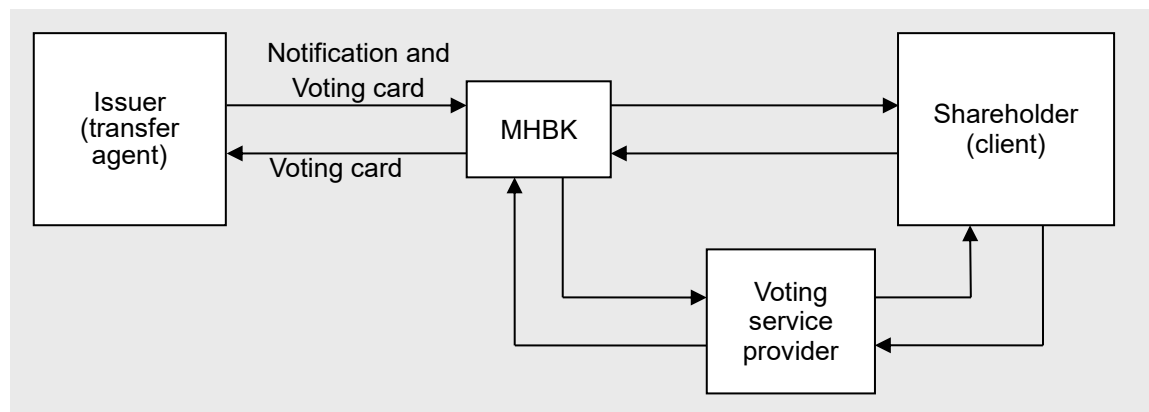 Notification and
Voting card
Issuer
(transfer
agent)
MHBK
Shareholder
(client)
Voting card
Voting
service
provider